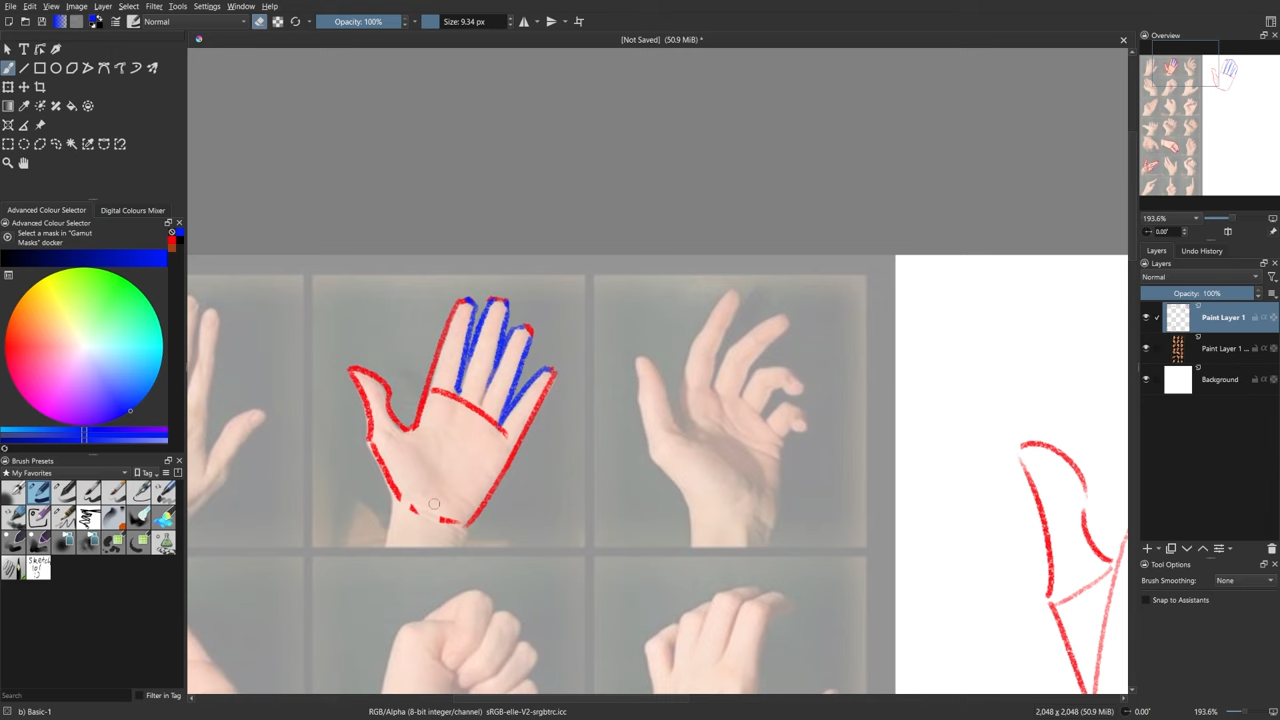 File Edit View Image Layer Select Filter Tools Settings Window Help
Normal Opacity: 100% Size: 9.34 px
[Not Saved] (50.9 MiB) *
Overview
193.6%
0.00°
Advanced Colour Selector Digital Colours Mixer
Advanced Colour Selector
Select a mask in "Gamut
Masks" docker
Layers Undo History
Layers
Normal
Opacity: 100%
Paint Layer 1
Paint Layer 1 ...
Background
Brush Presets
My Favorites Tag
Sketch
Tool Options
Brush Smoothing: None
Snap to Assistants
Search Filter in Tag
b) Basic-1 RGB/Alpha (8-bit integer/channel) sRGB-elle-V2-srgbtrc.icc 2,048 x 2,048 (50.9 MiB) 0.00° 193.6%